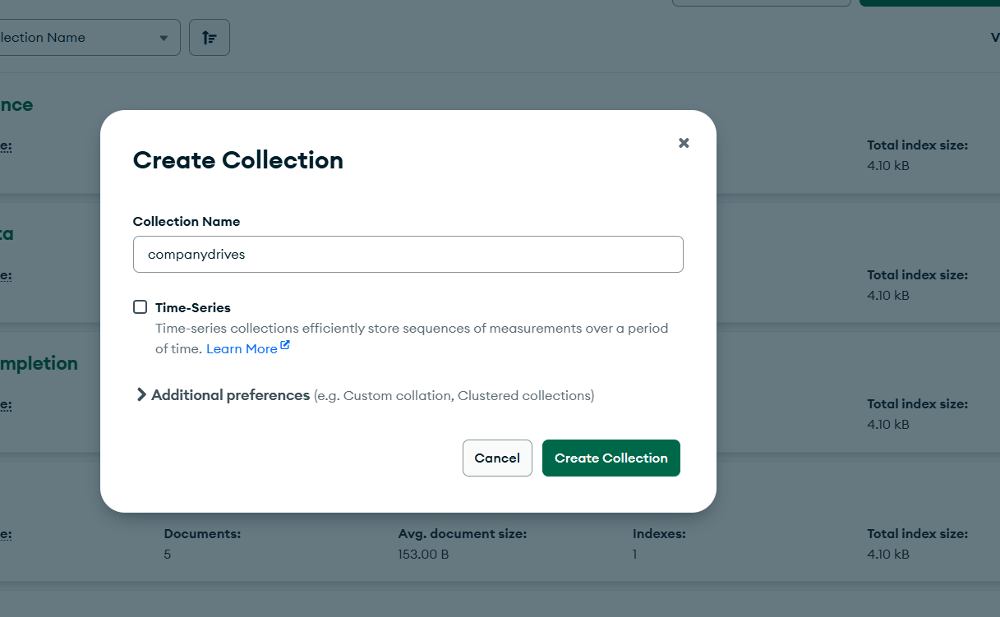 lection Name
V
nce
e:
Total index size:
4.10 kB
Create Collection
Collection Name
companydrives
ta
e:
Total index size:
4.10 kB
Time-Series
Time-series collections efficiently store sequences of measurements over a period
of time. Learn More
mpletion
Additional preferences (e.g. Custom collation, Clustered collections)
e:
Total index size:
4.10 kB
Cancel
Create Collection
e:
Documents:
5
Avg. document size:
153.00 B
Indexes:
1
Total index size:
4.10 kB